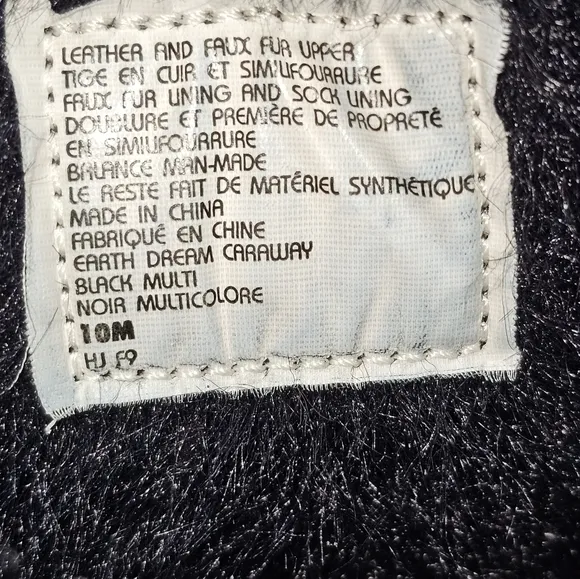 LEATHER AND FAUX FUR UPPER
TIGE EN CUIR ET SIMILIFOURRURE
FAUX FUR LINING AND SOCK LINING
DOUBLURE ET PREMIÈRE DE PROPRETÉ
EN SIMILIFOURRURE
BALANCE MAN-MADE
LE RESTE FAIT DE MATÉRIEL SYNTHÉTIQUE
MADE IN CHINA
FABRIQUÉ EN CHINE
EARTH DREAM CARAWAY
BLACK MULTI
NOIR MULTICOLORE
10M
HJ F9